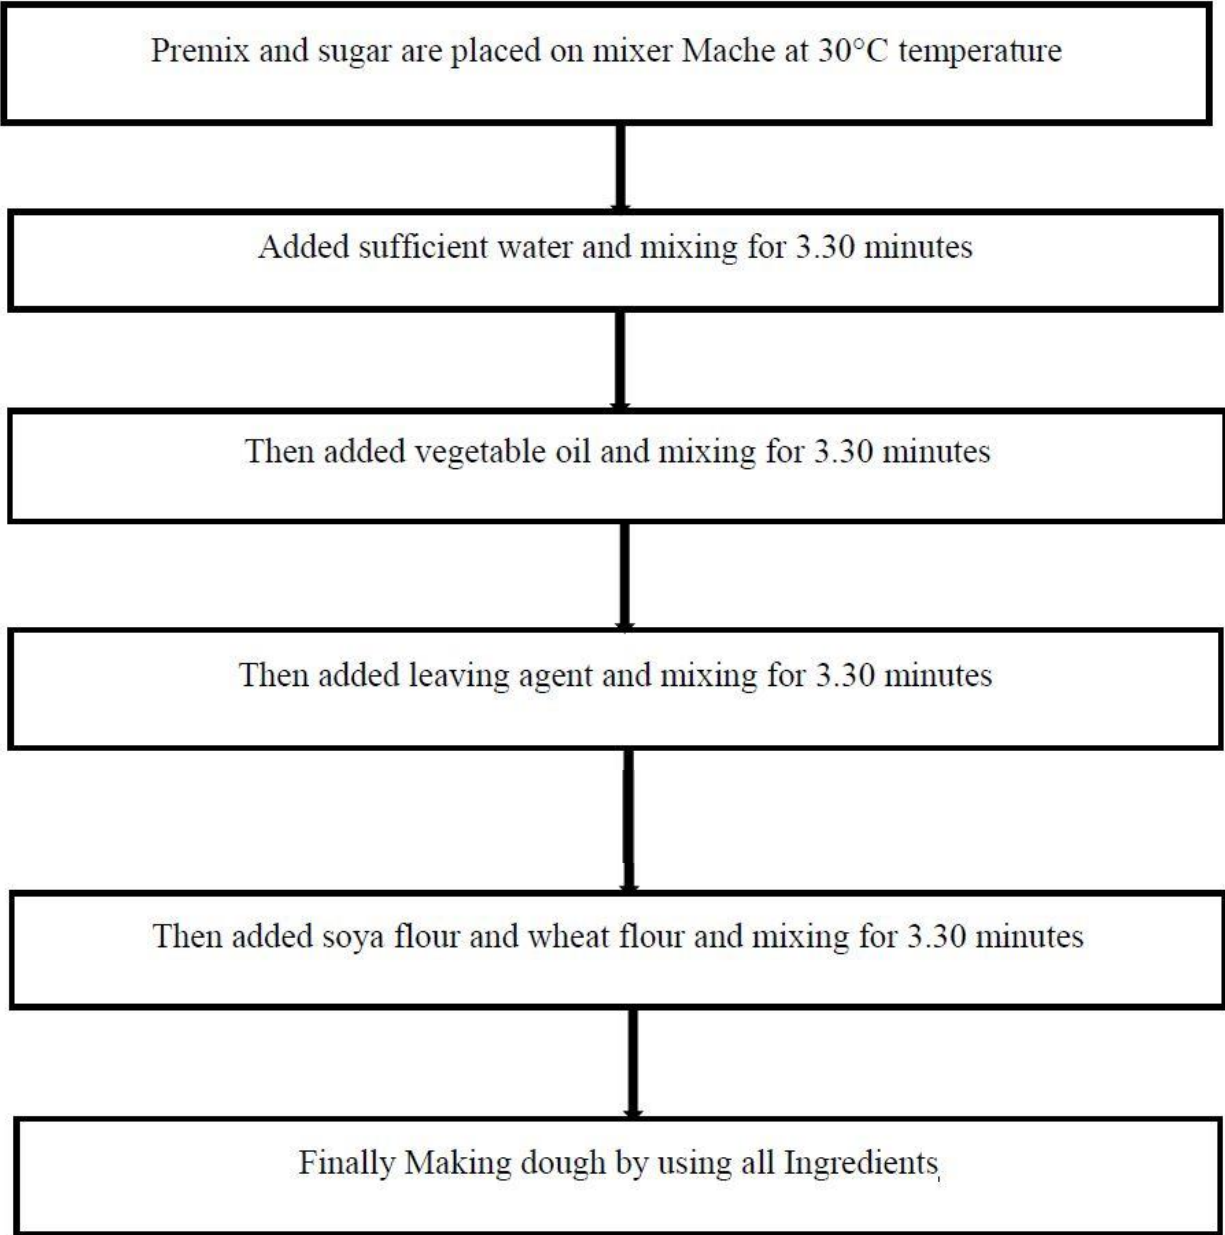 Premix and sugar are placed on mixer Mache at 30°C temperature
Added sufficient water and mixing for 3.30 minutes
Then added vegetable oil and mixing for 3.30 minutes
Then added leaving agent and mixing for 3.30 minutes
Then added soya flour and wheat flour and mixing for 3.30 minutes
Finally Making dough by using all Ingredients,